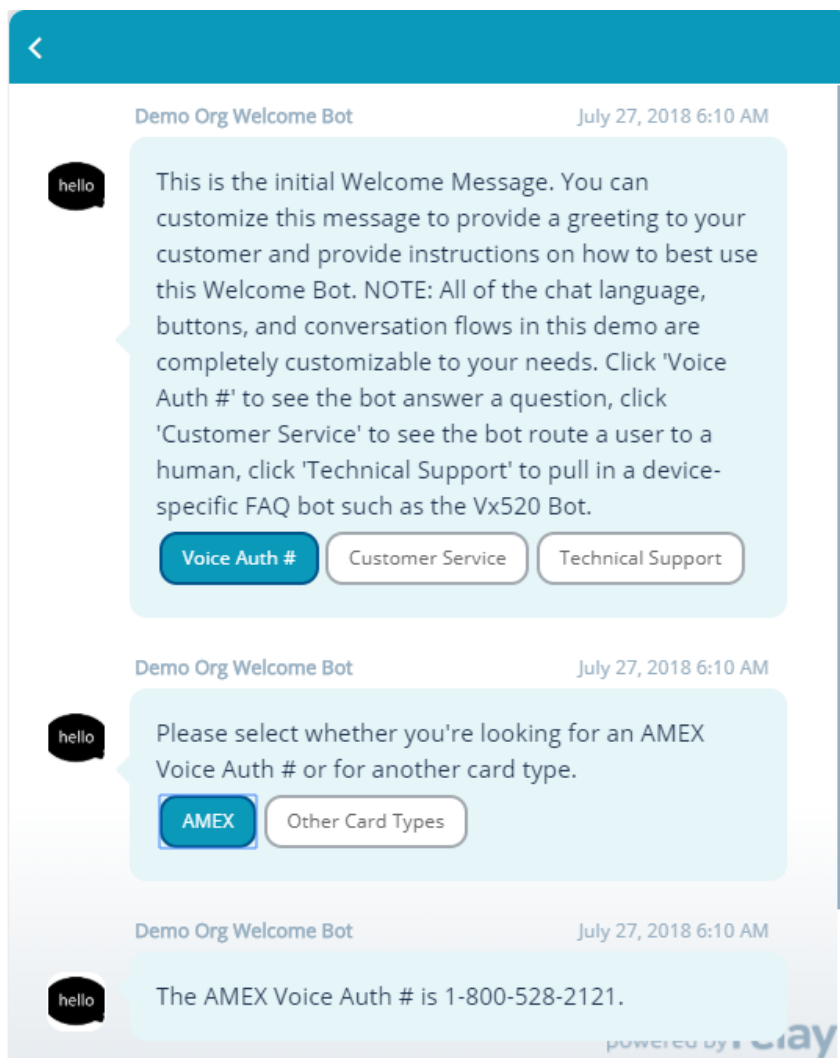 Demo Org Welcome Bot July 27, 2018 6:10 AM
hello
This is the initial Welcome Message. You can
customize this message to provide a greeting to your
customer and provide instructions on how to best use
this Welcome Bot. NOTE: All of the chat language,
buttons, and conversation flows in this demo are
completely customizable to your needs. Click 'Voice
Auth #' to see the bot answer a question, click
'Customer Service' to see the bot route a user to a
human, click 'Technical Support' to pull in a device-
specific FAQ bot such as the Vx520 Bot.
Voice Auth # Customer Service Technical Support
Demo Org Welcome Bot July 27, 2018 6:10 AM
hello
Please select whether you're looking for an AMEX
Voice Auth # or for another card type.
AMEX Other Card Types
Demo Org Welcome Bot July 27, 2018 6:10 AM
hello
The AMEX Voice Auth # is 1-800-528-2121.
powered by relay